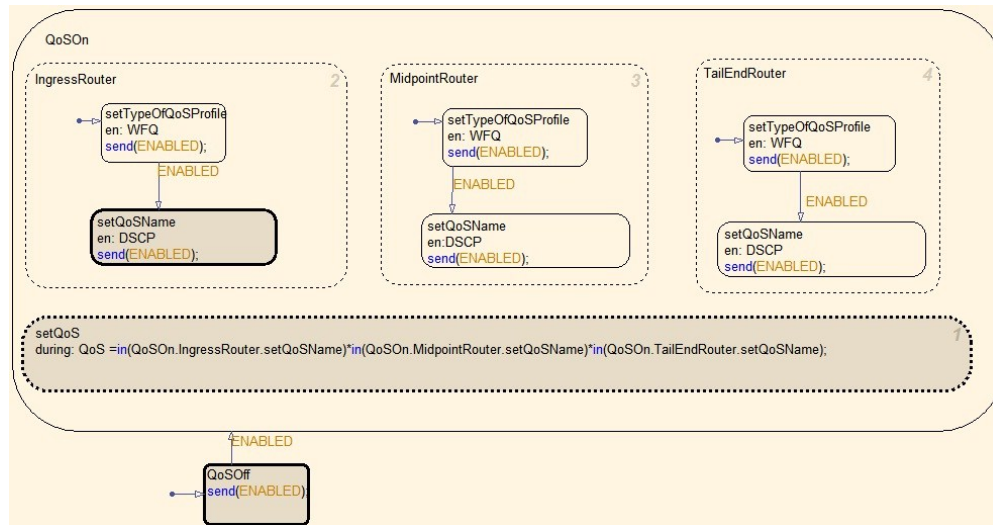 QoSOn
IngressRouter
2
setTypeOfQoSProfile
en: WFQ
send(ENABLED);
ENABLED
setQoSName
en: DSCP
send(ENABLED);
MidpointRouter
3
setTypeOfQoSProfile
en: WFQ
send(ENABLED);
ENABLED
setQoSName
en:DSCP
send(ENABLED);
TailEndRouter
4
setTypeOfQoSProfile
en: WFQ
send(ENABLED);
ENABLED
setQoSName
en: DSCP
send(ENABLED);
setQoS
1
during: QoS =in(QoSOn.IngressRouter.setQoSName)*in(QoSOn.MidpointRouter.setQoSName)*in(QoSOn.TailEndRouter.setQoSName);
ENABLED
QoSOff
send(ENABLED);